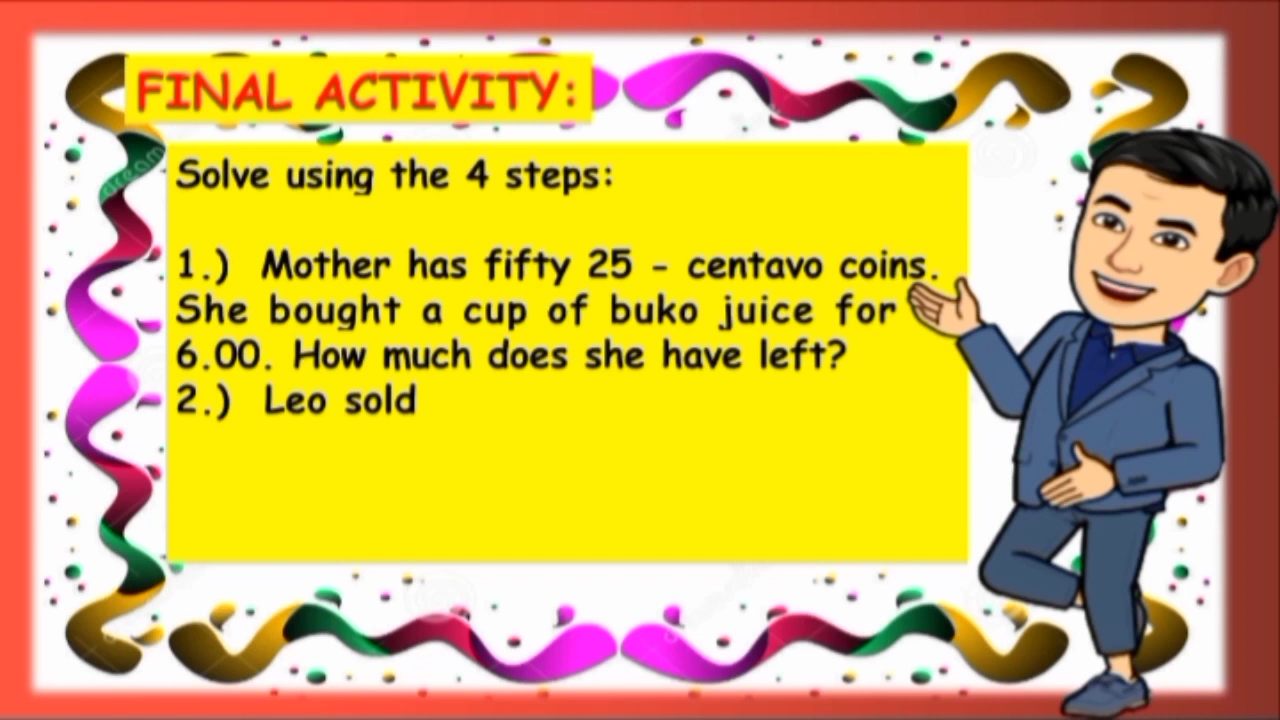 FINAL ACTIVITY:
Solve using the 4 steps:
1.) Mother has fifty 25 - centavo coins.
She bought a cup of buko juice for
6.00. How much does she have left?
2.) Leo sold